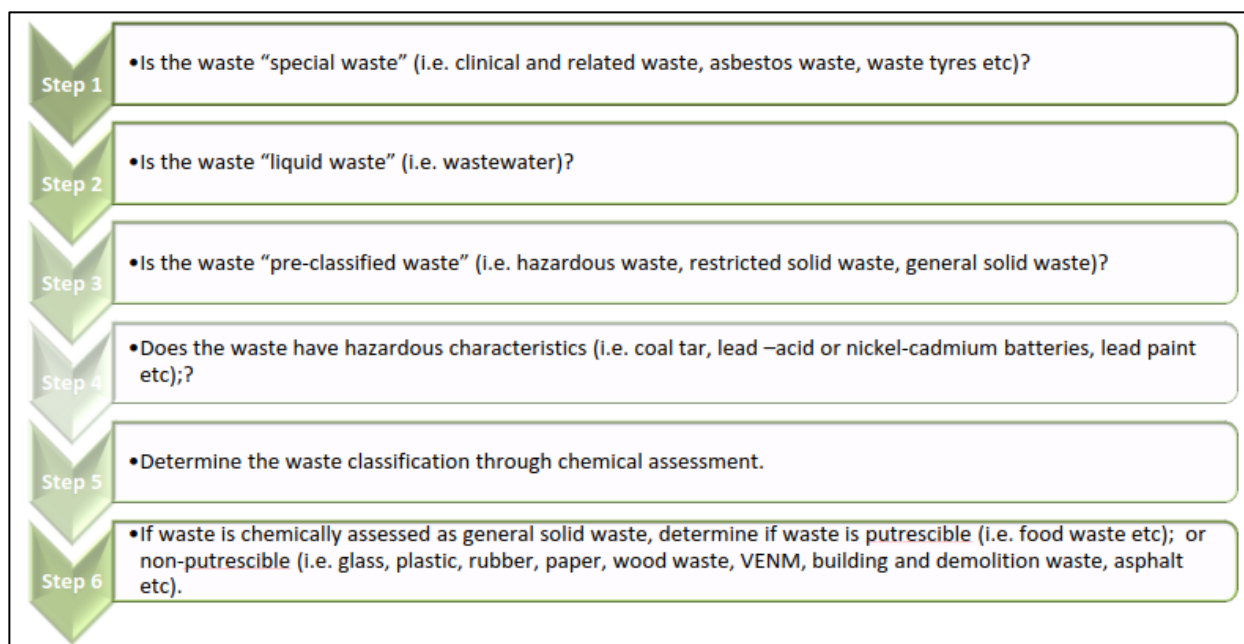 Step 1
•Is the waste “special waste” (i.e. clinical and related waste, asbestos waste, waste tyres etc)?
Step 2
•Is the waste “liquid waste” (i.e. wastewater)?
Step 3
•Is the waste “pre-classified waste” (i.e. hazardous waste, restricted solid waste, general solid waste)?
Step 4
•Does the waste have hazardous characteristics (i.e. coal tar, lead –acid or nickel-cadmium batteries, lead paint
etc);?
Step 5
•Determine the waste classification through chemical assessment.
Step 6
•If waste is chemically assessed as general solid waste, determine if waste is putrescible (i.e. food waste etc); or
non-putrescible (i.e. glass, plastic, rubber, paper, wood waste, VENM, building and demolition waste, asphalt
etc).